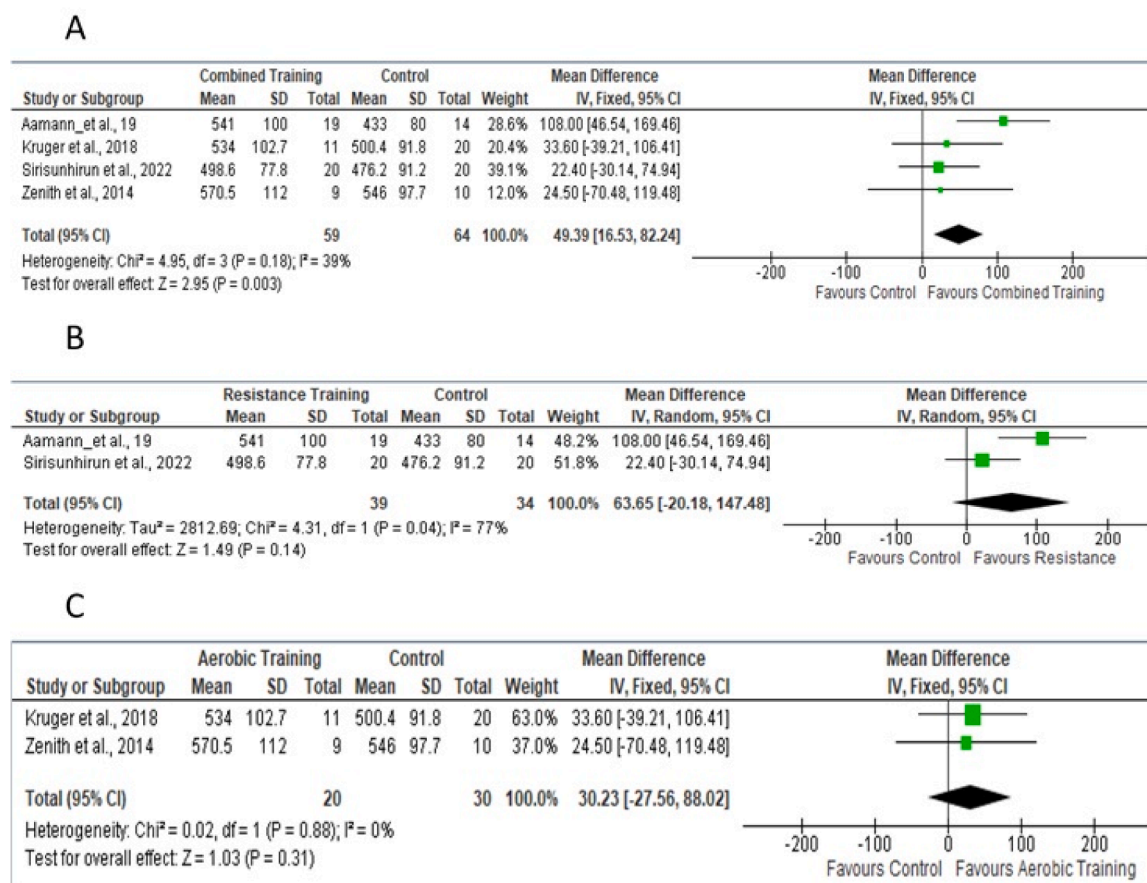 A
Combined Training Control Mean Difference Mean Difference
Study or Subgroup Mean SD Total Mean SD Total Weight IV, Fixed, 95% CI IV, Fixed, 95% CI
Aamann_et al., 19 541 100 19 433 80 14 28.6% 108.00 [46.54, 169.46]
Kruger et al., 2018 534 102.7 11 500.4 91.8 20 20.4% 33.60 [-39.21, 106.41]
Sirisunhirun et al., 2022 498.6 77.8 20 476.2 91.2 20 39.1% 22.40 [-30.14, 74.94]
Zenith et al., 2014 570.5 112 9 546 97.7 10 12.0% 24.50 [-70.48, 119.48]
Total (95% CI) 59 64 100.0% 49.39 [16.53, 82.24]
Heterogeneity: Chi² = 4.95, df = 3 (P = 0.18); I² = 39%
Test for overall effect: Z = 2.95 (P = 0.003)
-200 -100 0 100 200
Favours Control Favours Combined Training
B
Resistance Training Control Mean Difference Mean Difference
Study or Subgroup Mean SD Total Mean SD Total Weight IV, Random, 95% CI IV, Random, 95% CI
Aamann_et al., 19 541 100 19 433 80 14 48.2% 108.00 [46.54, 169.46]
Sirisunhirun et al., 2022 498.6 77.8 20 476.2 91.2 20 51.8% 22.40 [-30.14, 74.94]
Total (95% CI) 39 34 100.0% 63.65 [-20.18, 147.48]
Heterogeneity: Tau² = 2812.69; Chi² = 4.31, df = 1 (P = 0.04); I² = 77%
Test for overall effect: Z = 1.49 (P = 0.14)
-200 -100 0 100 200
Favours Control Favours Resistance
C
Aerobic Training Control Mean Difference Mean Difference
Study or Subgroup Mean SD Total Mean SD Total Weight IV, Fixed, 95% CI IV, Fixed, 95% CI
Kruger et al., 2018 534 102.7 11 500.4 91.8 20 63.0% 33.60 [-39.21, 106.41]
Zenith et al., 2014 570.5 112 9 546 97.7 10 37.0% 24.50 [-70.48, 119.48]
Total (95% CI) 20 30 100.0% 30.23 [-27.56, 88.02]
Heterogeneity: Chi² = 0.02, df = 1 (P = 0.88); I² = 0%
Test for overall effect: Z = 1.03 (P = 0.31)
-200 -100 0 100 200
Favours Control Favours Aerobic Training